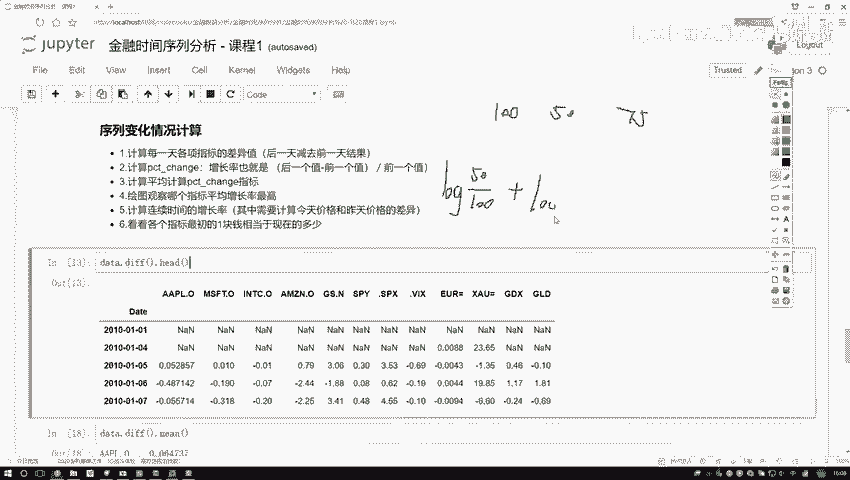 jupyter 金融时间序列分析 - 课程1 (autosaved)
Logout
File Edit View Insert Cell Kernel Widgets Help
Trusted
Code
100 50 75
序列变化情况计算
• 1.计算每一天各项指标的差异值（后一天减去前一天结果）
• 2.计算pct_change：增长率也就是 （后一个值-前一个值）/ 前一个值）
• 3.计算平均计算pct_change指标
• 4.绘图观察哪个指标平均增长率最高
• 5.计算连续时间的增长率（其中需要计算今天价格和昨天价格的差异）
• 6.看看各个指标最初的1块钱相当于现在的多少
log 50/100 +
In [13]: data.diff().head()
Out[13]:
AAPL.O MSFT.O INTC.O AMZN.O GS.N SPY .SPX .VIX EUR= XAU= GDX GLD
Date
2010-01-01 NaN NaN NaN NaN NaN NaN NaN NaN NaN NaN NaN NaN
2010-01-04 NaN NaN NaN NaN NaN NaN NaN NaN 0.0088 23.65 NaN NaN
2010-01-05 0.052857 0.010 -0.01 0.79 3.06 0.30 3.53 -0.69 -0.0043 -1.35 0.46 -0.10
2010-01-06 -0.487142 -0.190 -0.07 -2.44 -1.88 0.08 0.62 -0.19 0.0044 19.85 1.17 1.81
2010-01-07 -0.055714 -0.318 -0.20 -2.25 3.41 0.48 4.55 -0.10 -0.0094 -6.60 -0.24 -0.69
In [18]: data.diff().mean()